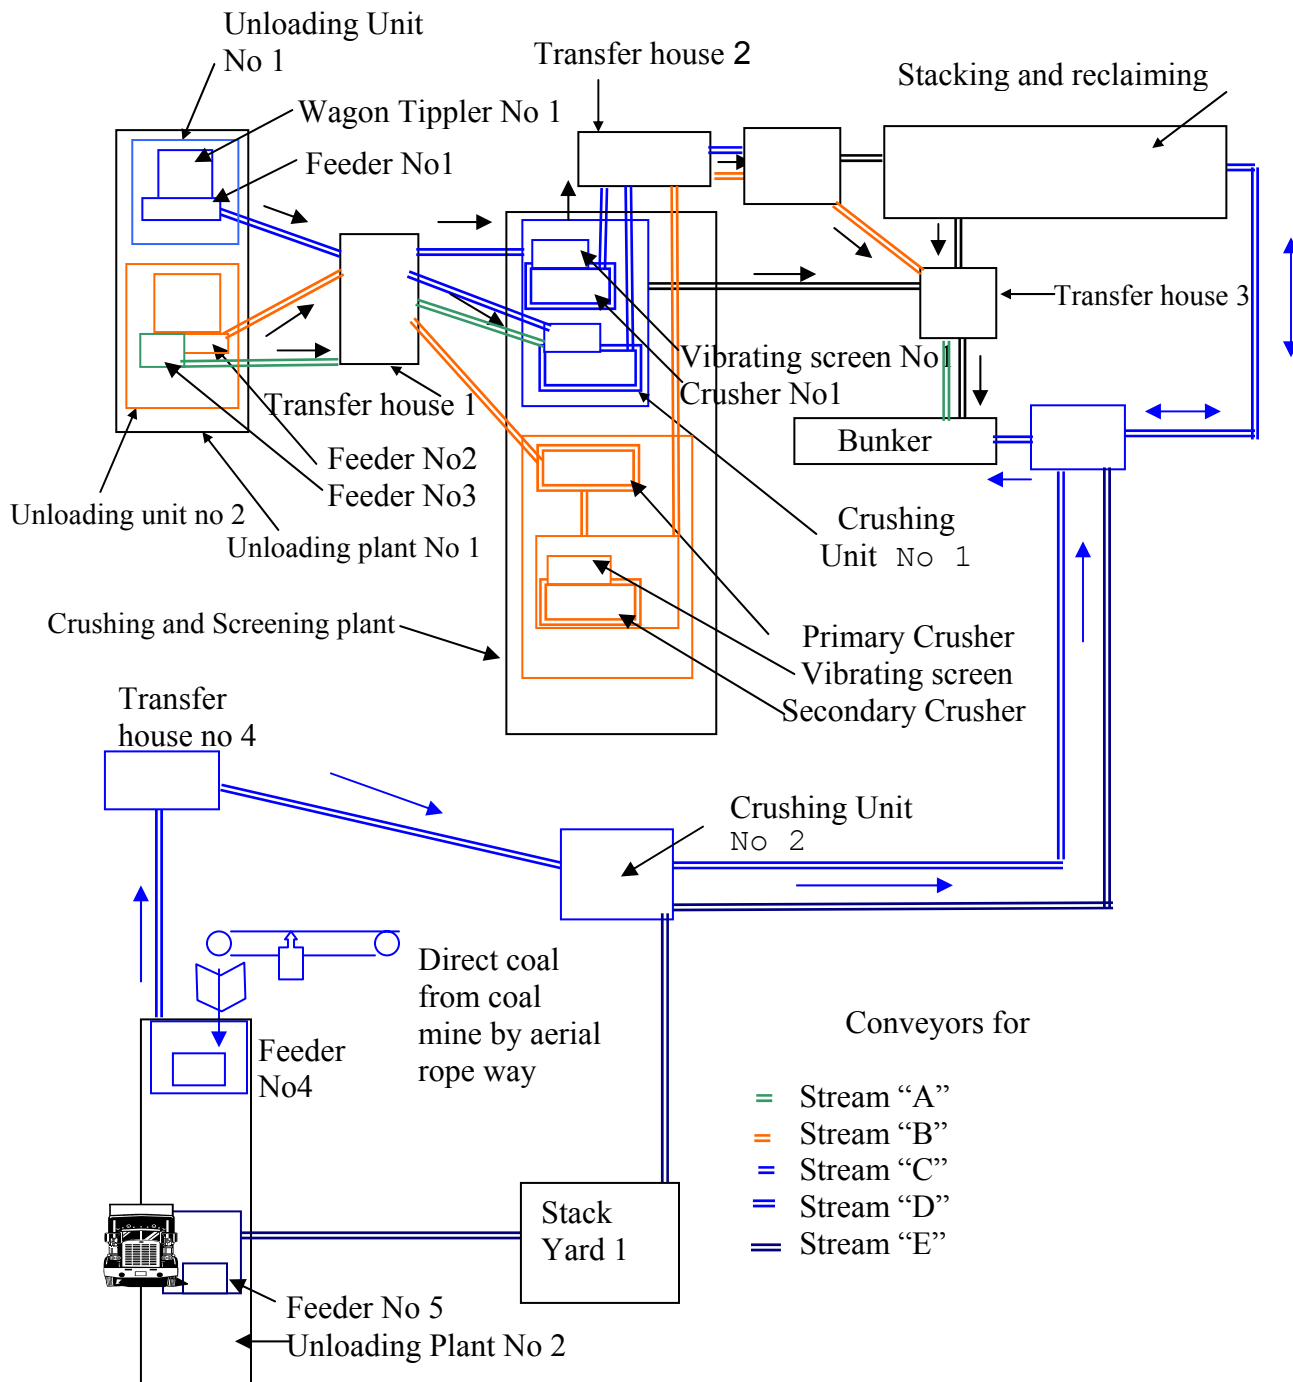 Unloading Unit
No 1
Transfer house 2
Stacking and reclaiming
Wagon Tippler No 1
Feeder No1
Transfer house 3
Vibrating screen No1
Crusher No1
Transfer house 1
Bunker
Feeder No2
Feeder No3
Unloading unit no 2
Unloading plant No 1
Crushing
Unit No 1
Crushing and Screening plant
Primary Crusher
Vibrating screen
Secondary Crusher
Transfer
house no 4
Crushing Unit
No 2
Direct coal
from coal
mine by aerial
rope way
Feeder
No4
Conveyors for
Stream “A”
Stream “B”
Stream “C”
Stream “D”
Stream “E”
Stack
Yard 1
Feeder No 5
Unloading Plant No 2